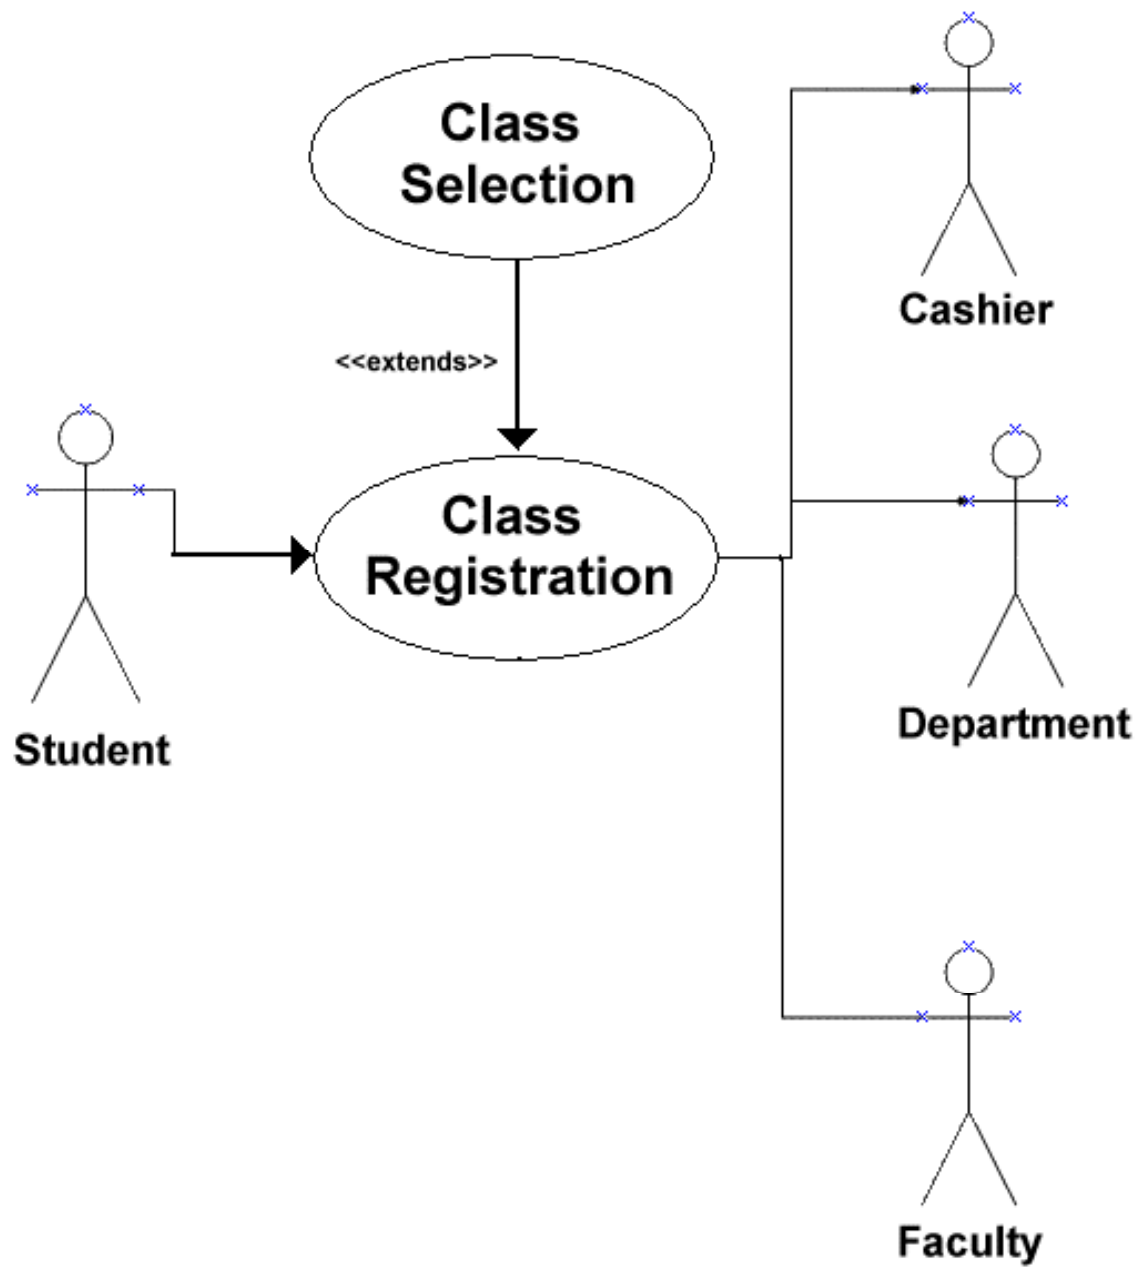 Class
Selection
Cashier
<<extends>>
Class
Registration
Student
Department
Faculty